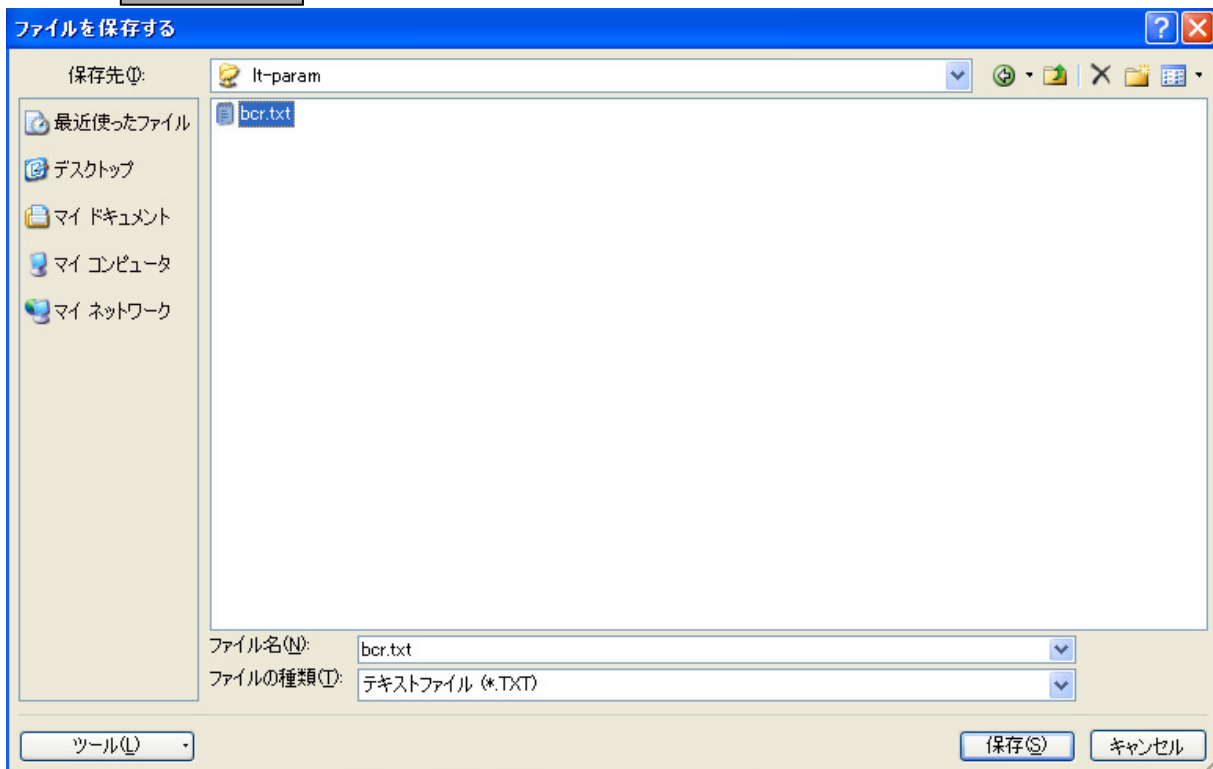 ファイルを保存する
保存先(I):
lt-param
最近使ったファイル
bcr.txt
デスクトップ
マイ ドキュメント
マイ コンピュータ
マイ ネットワーク
ファイル名(N):
bcr.txt
ファイルの種類(T):
テキストファイル (*.TXT)
ツール(L)
保存(S)
キャンセル